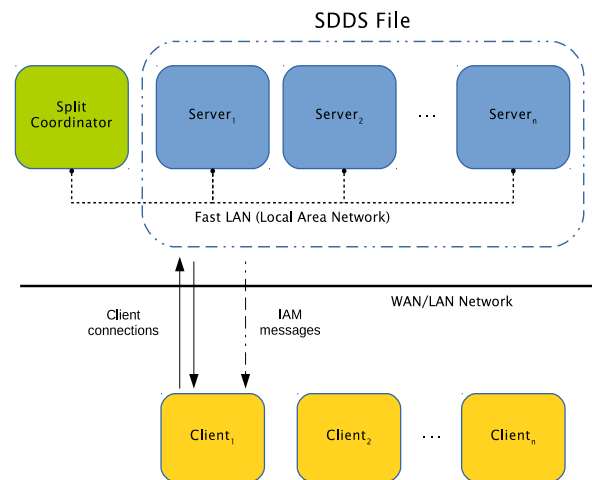 SDDS File
Split
Coordinator
Server1
Server2
...
Servern
Fast LAN (Local Area Network)
WAN/LAN Network
Client
connections
IAM
messages
Client1
Client2
...
Clientn